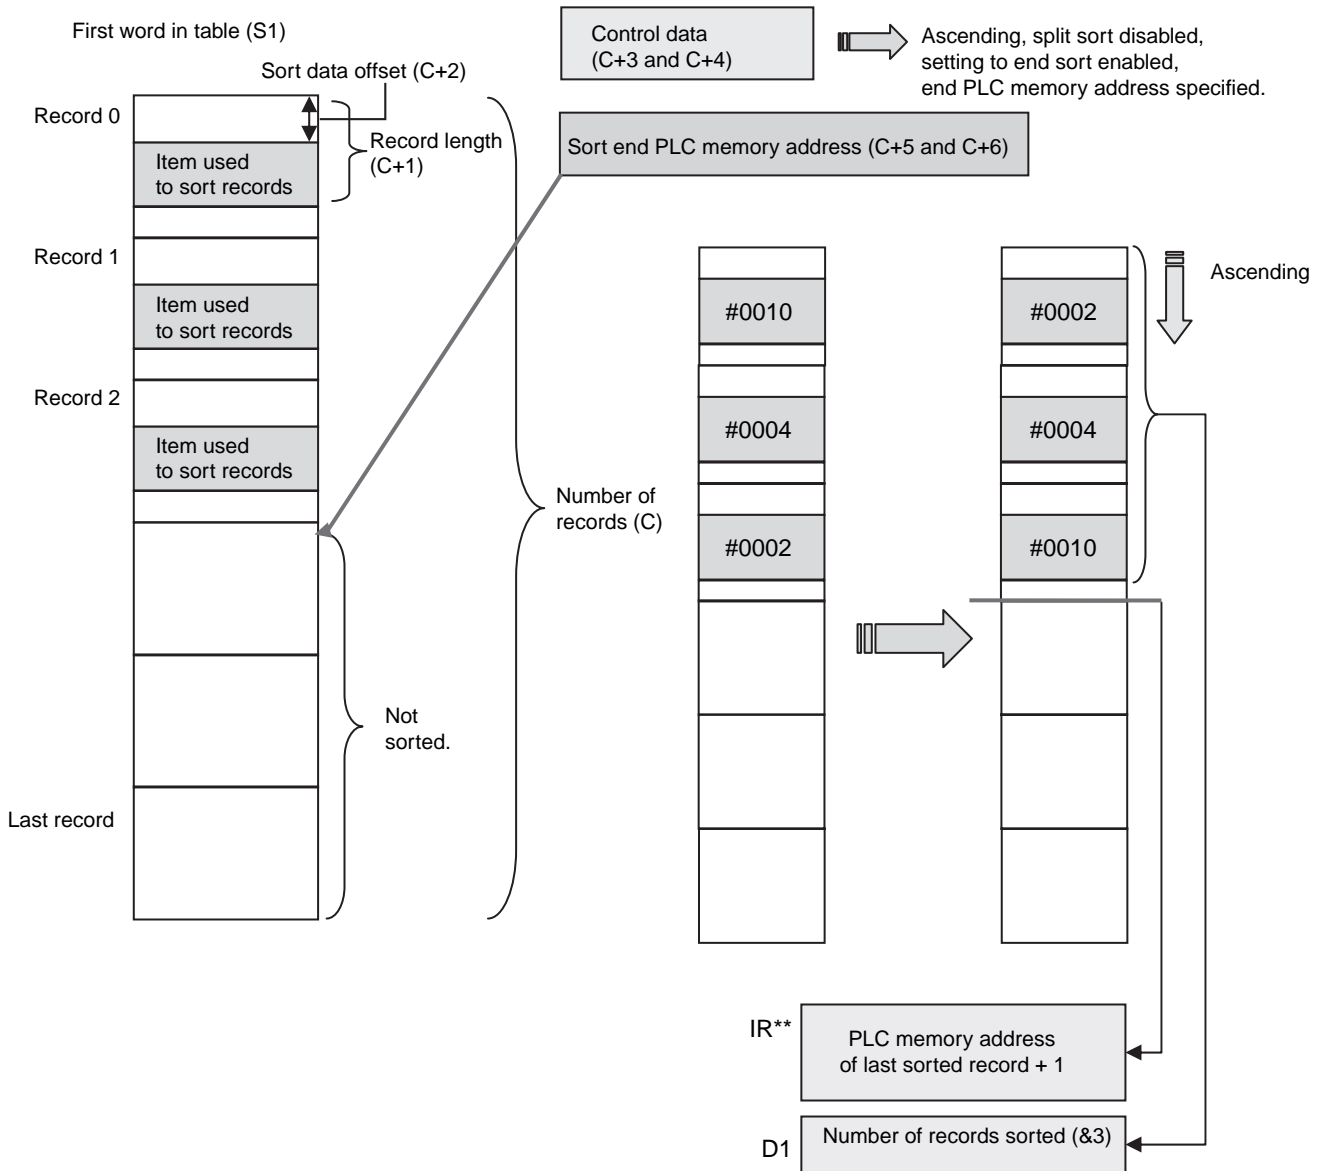 First word in table (S1)
Sort data offset (C+2)
Control data
(C+3 and C+4)
Ascending, split sort disabled,
setting to end sort enabled,
end PLC memory address specified.
Record 0
Record length
(C+1)
Sort end PLC memory address (C+5 and C+6)
Item used
to sort records
Record 1
Item used
to sort records
Record 2
Item used
to sort records
Number of
records (C)
Not
sorted.
Last record
#0010
#0004
#0002
#0002
#0004
#0010
Ascending
IR**
PLC memory address
of last sorted record + 1
D1
Number of records sorted (&3)